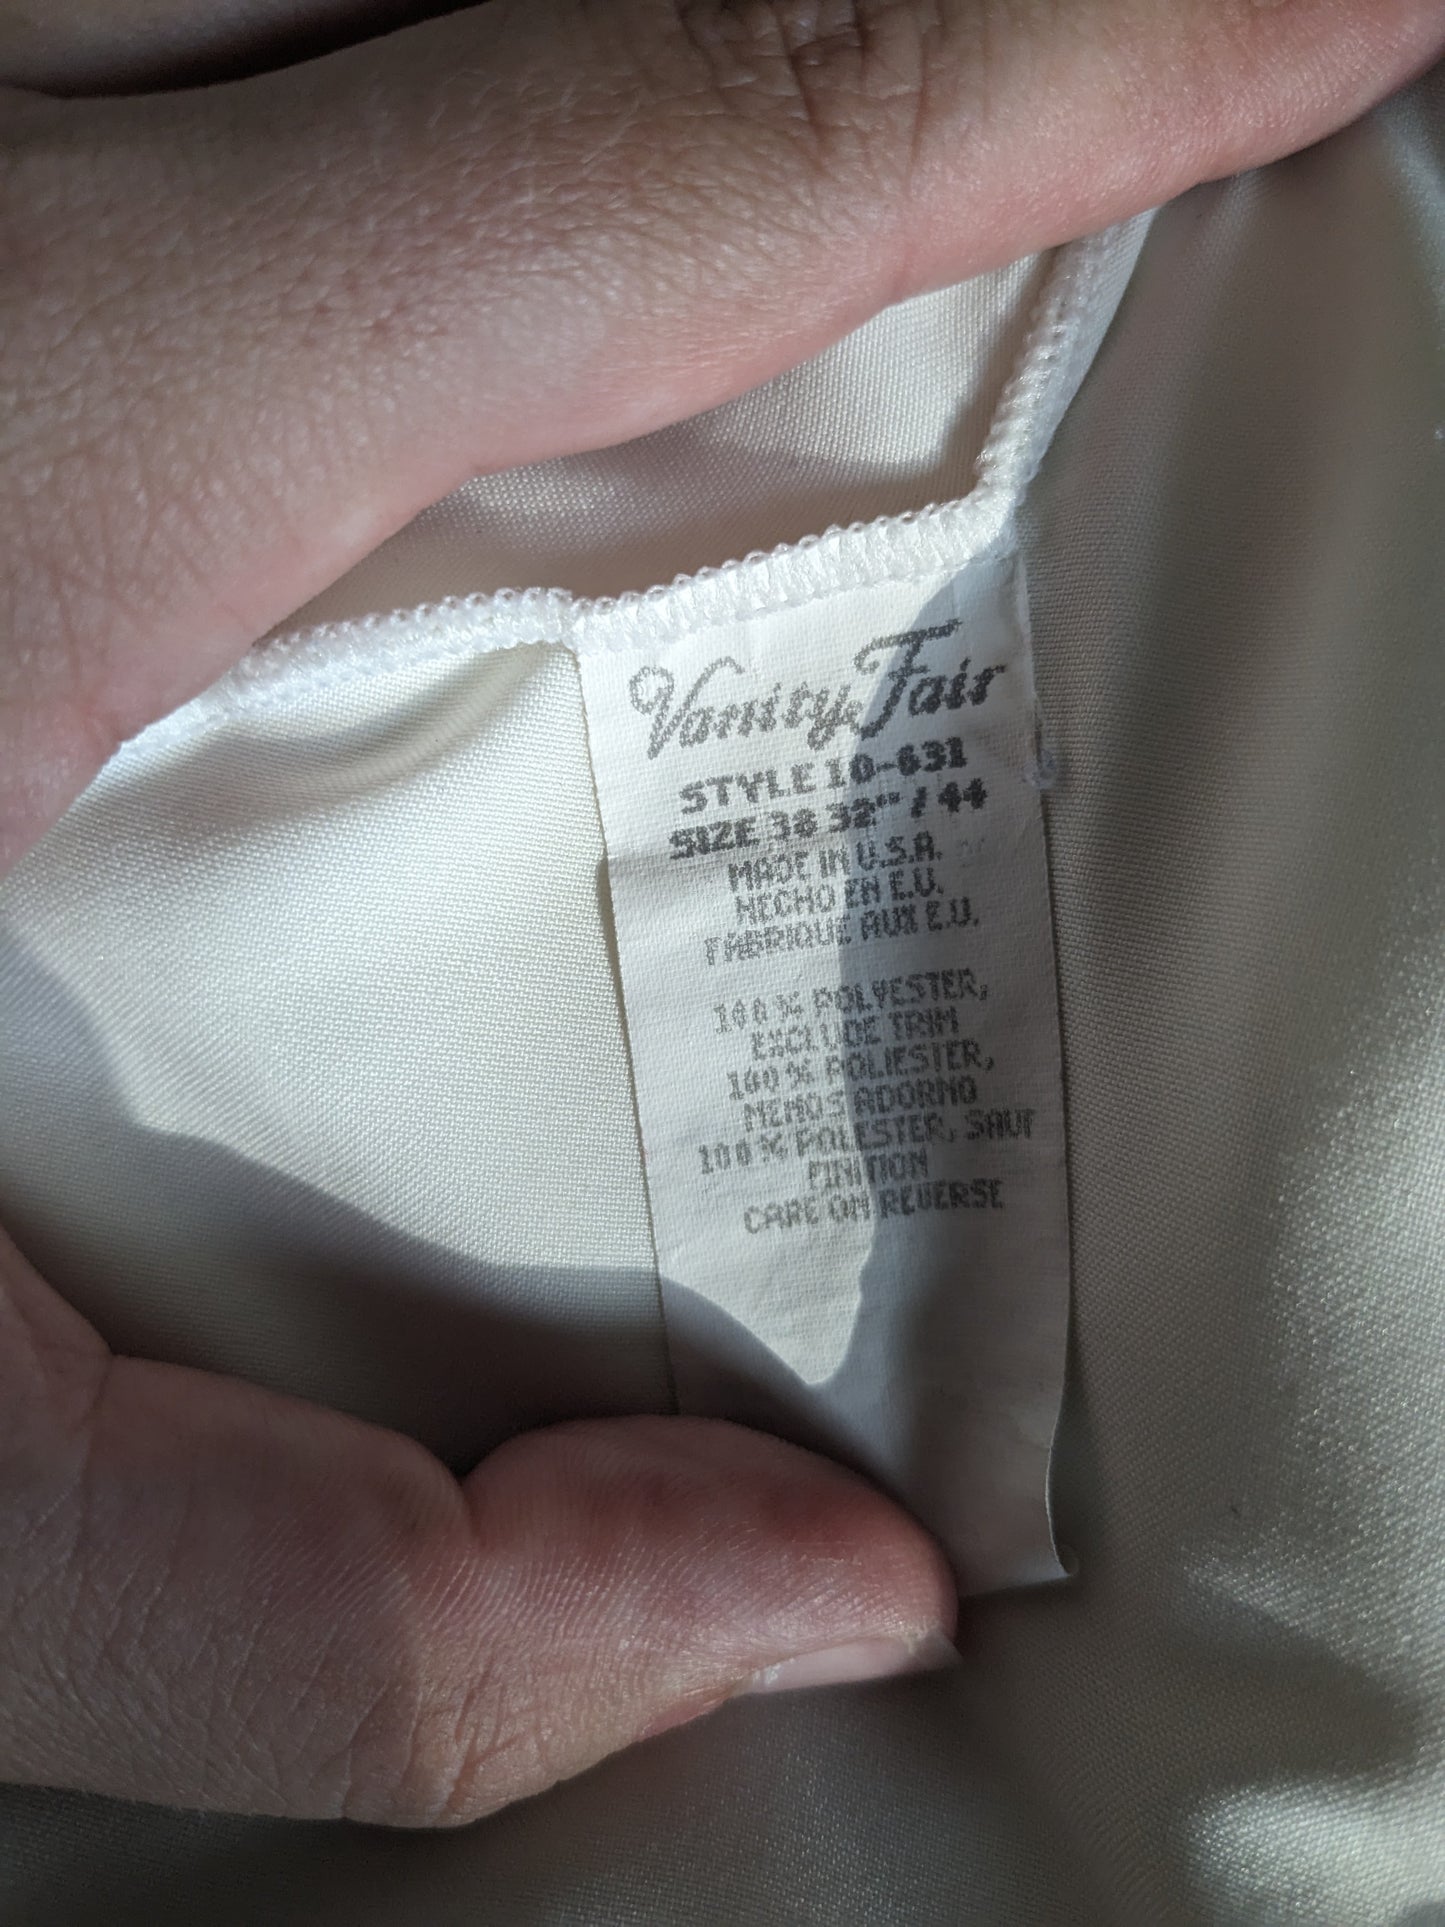 Vanity Fair
STYLE 10-631
SIZE 38 32" / 44
MADE IN U.S.A.
HECHO EN E.U.
FABRIQUE AUX E.U.
100% POLYESTER,
EXCLUDE TRIM
100% POLIESTER,
MENOS ADORNO
100% POLESTER, SAUF
FINITION
CARE ON REVERSE